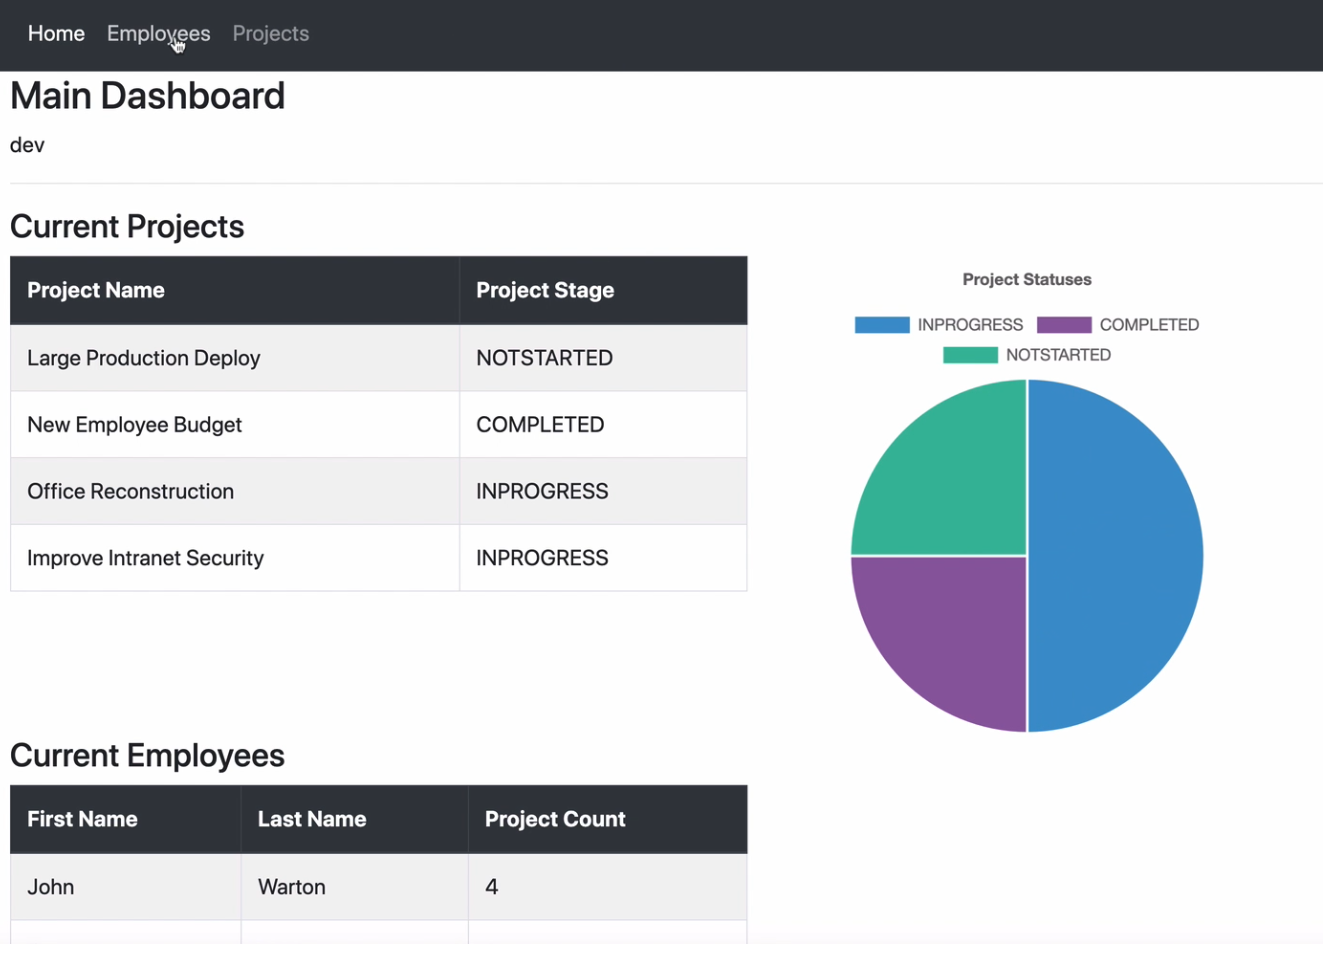 Home Employees Projects
Main Dashboard
dev
Current Projects
Project Name Project Stage
Large Production Deploy NOTSTARTED
New Employee Budget COMPLETED
Office Reconstruction INPROGRESS
Improve Intranet Security INPROGRESS
Project Statuses
INPROGRESS COMPLETED
NOTSTARTED
Current Employees
First Name Last Name Project Count
John Warton 4